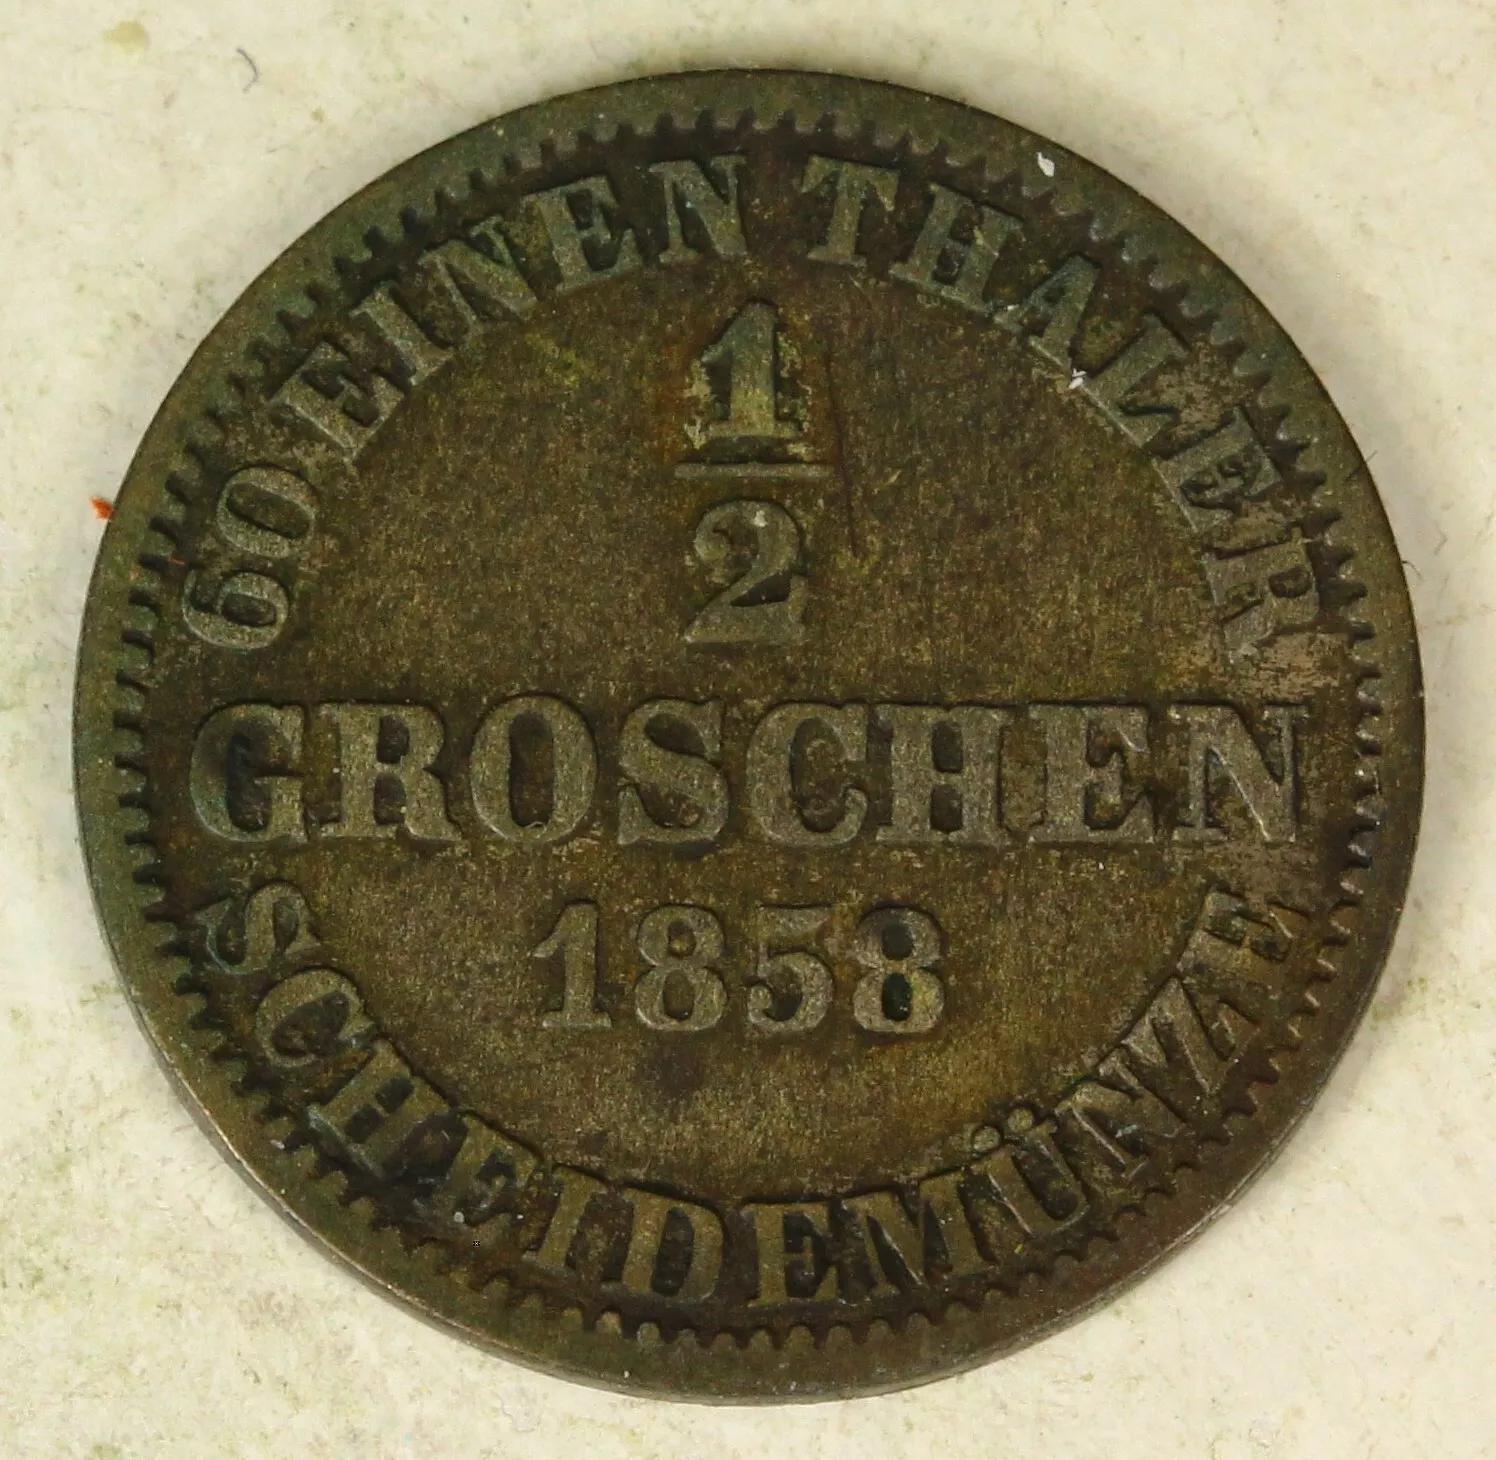 60 EINEN THALER
1
2
GROSCHEN
1858
SCHEIDEMÜNZE